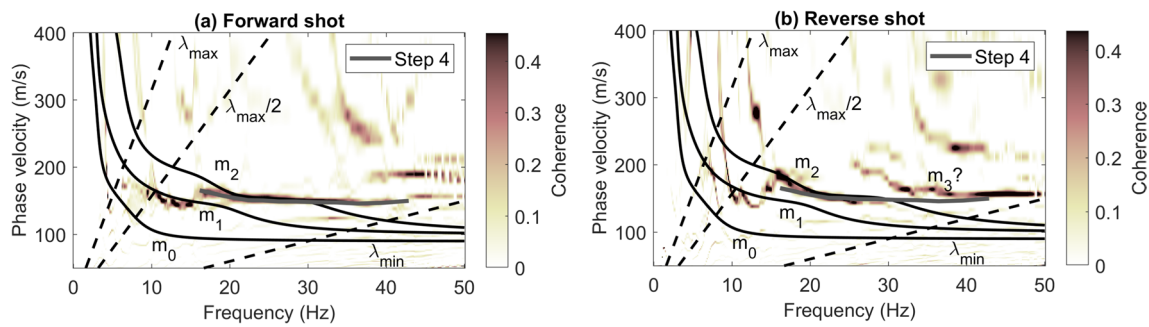 (a) Forward shot
400
300
200
100
0 10 20 30 40 50
Phase velocity (m/s)
Frequency (Hz)
λmax
λmax/2
λmin
m2
m1
m0
Step 4
0.4
0.3
0.2
0.1
0
Coherence
(b) Reverse shot
400
300
200
100
0 10 20 30 40 50
Phase velocity (m/s)
Frequency (Hz)
λmax
λmax/2
λmin
m2
m3?
m1
m0
Step 4
0.4
0.3
0.2
0.1
0
Coherence